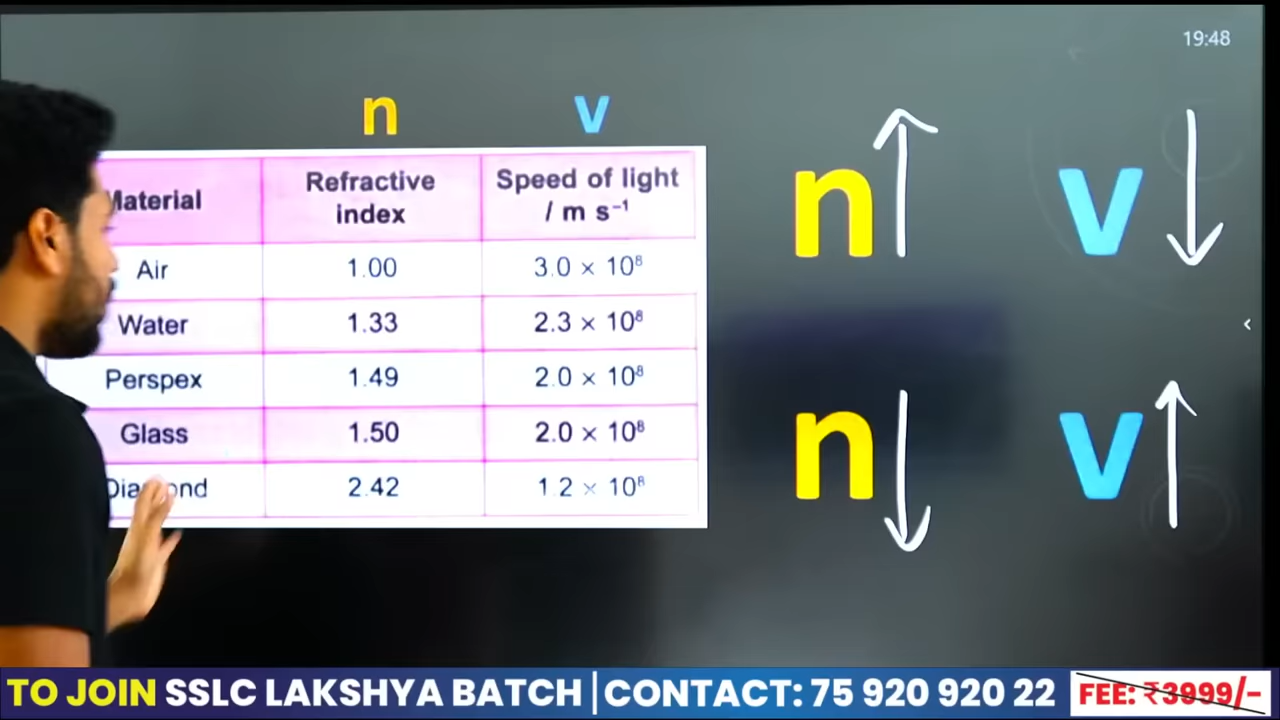 19:48
n v
Material Refractive index Speed of light / m s⁻¹
Air 1.00 3.0 × 10⁸
Water 1.33 2.3 × 10⁸
Perspex 1.49 2.0 × 10⁸
Glass 1.50 2.0 × 10⁸
Diamond 2.42 1.2 × 10⁸
n ↑ v ↓
n ↓ v ↑
TO JOIN SSLC LAKSHYA BATCH | CONTACT: 75 920 920 22 FEE: ₹3999/-